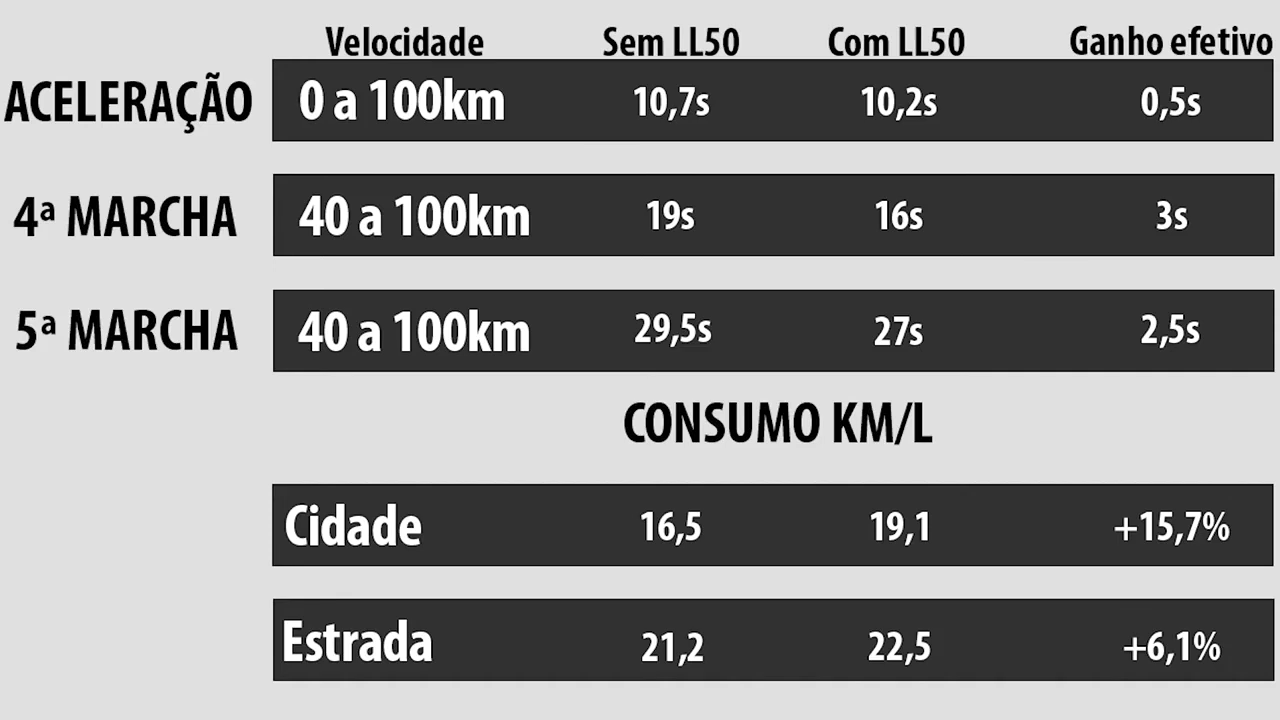 Velocidade Sem LL50 Com LL50 Ganho efetivo
ACELERAÇÃO 0 a 100km 10,7s 10,2s 0,5s
4ª MARCHA 40 a 100km 19s 16s 3s
5ª MARCHA 40 a 100km 29,5s 27s 2,5s
CONSUMO KM/L
Cidade 16,5 19,1 +15,7%
Estrada 21,2 22,5 +6,1%